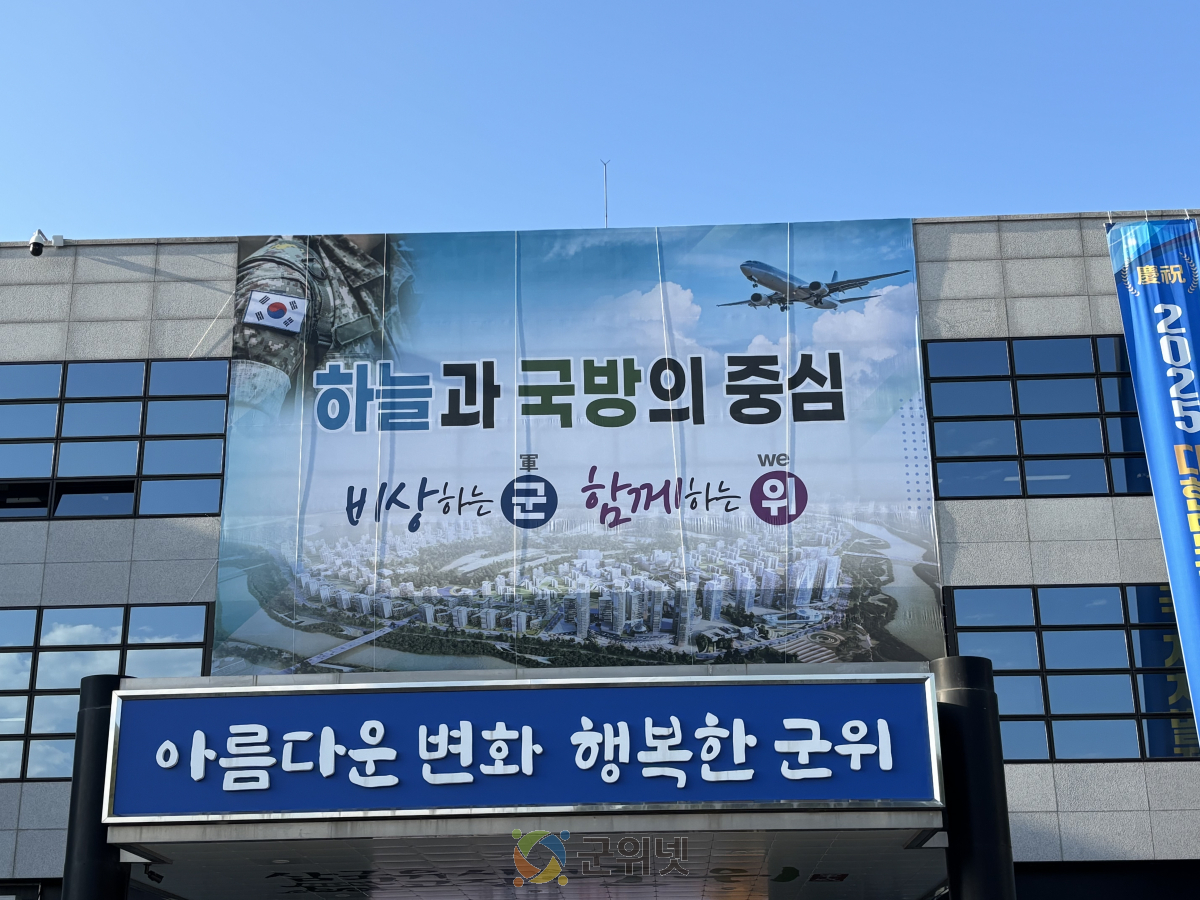 하늘과 국방의 중심
軍 we
비상하는 군 함께하는 위
慶祝
2025
아름다운 변화 행복한 군위
군위넷